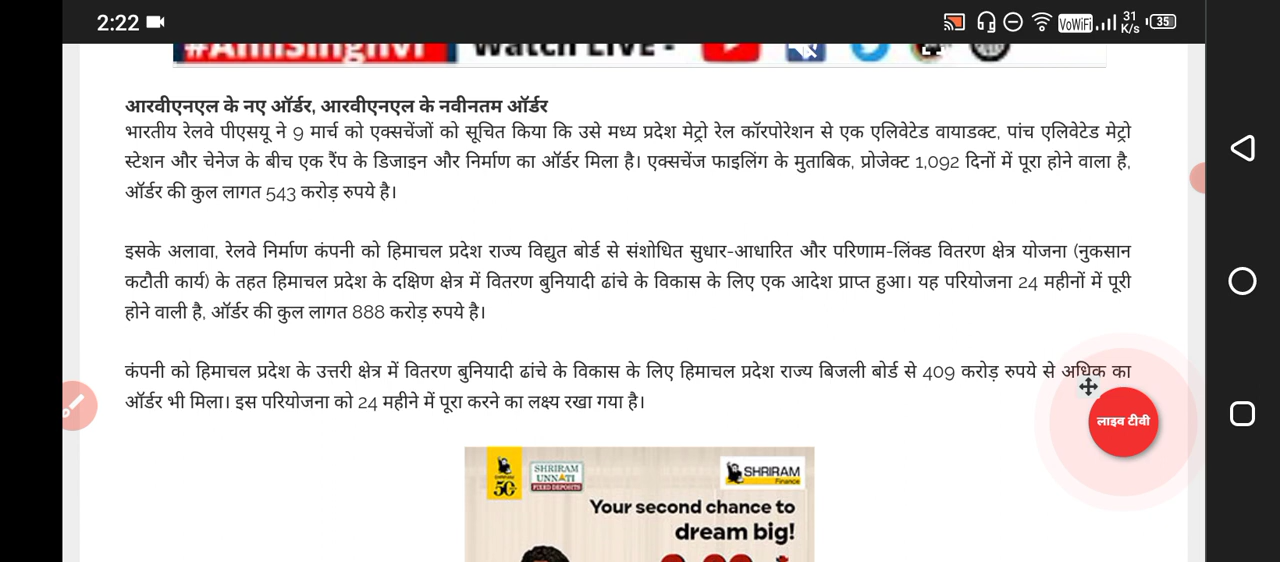 2:22
VoWiFi 31 K/s 35
#AnilSinghvi Watch LIVE -
आरवीएनएल के नए ऑर्डर, आरवीएनएल के नवीनतम ऑर्डर
भारतीय रेलवे पीएसयू ने 9 मार्च को एक्सचेंजों को सूचित किया कि उसे मध्य प्रदेश मेट्रो रेल कॉरपोरेशन से एक एलिवेटेड वायाडक्ट, पांच एलिवेटेड मेट्रो
स्टेशन और चेनेज के बीच एक रैंप के डिजाइन और निर्माण का ऑर्डर मिला है। एक्सचेंज फाइलिंग के मुताबिक, प्रोजेक्ट 1,092 दिनों में पूरा होने वाला है,
ऑर्डर की कुल लागत 543 करोड़ रुपये है।
इसके अलावा, रेलवे निर्माण कंपनी को हिमाचल प्रदेश राज्य विद्युत बोर्ड से संशोधित सुधार-आधारित और परिणाम-लिंक्ड वितरण क्षेत्र योजना (नुकसान
कटौती कार्य) के तहत हिमाचल प्रदेश के दक्षिण क्षेत्र में वितरण बुनियादी ढांचे के विकास के लिए एक आदेश प्राप्त हुआ। यह परियोजना 24 महीनों में पूरी
होने वाली है, ऑर्डर की कुल लागत 888 करोड़ रुपये है।
कंपनी को हिमाचल प्रदेश के उत्तरी क्षेत्र में वितरण बुनियादी ढांचे के विकास के लिए हिमाचल प्रदेश राज्य बिजली बोर्ड से 409 करोड़ रुपये से अधिक का
ऑर्डर भी मिला। इस परियोजना को 24 महीने में पूरा करने का लक्ष्य रखा गया है।
लाइव टीवी
SHRIRAM
UNNATI
FIXED DEPOSITS
SHRIRAM
Finance
Your second chance to
dream big!